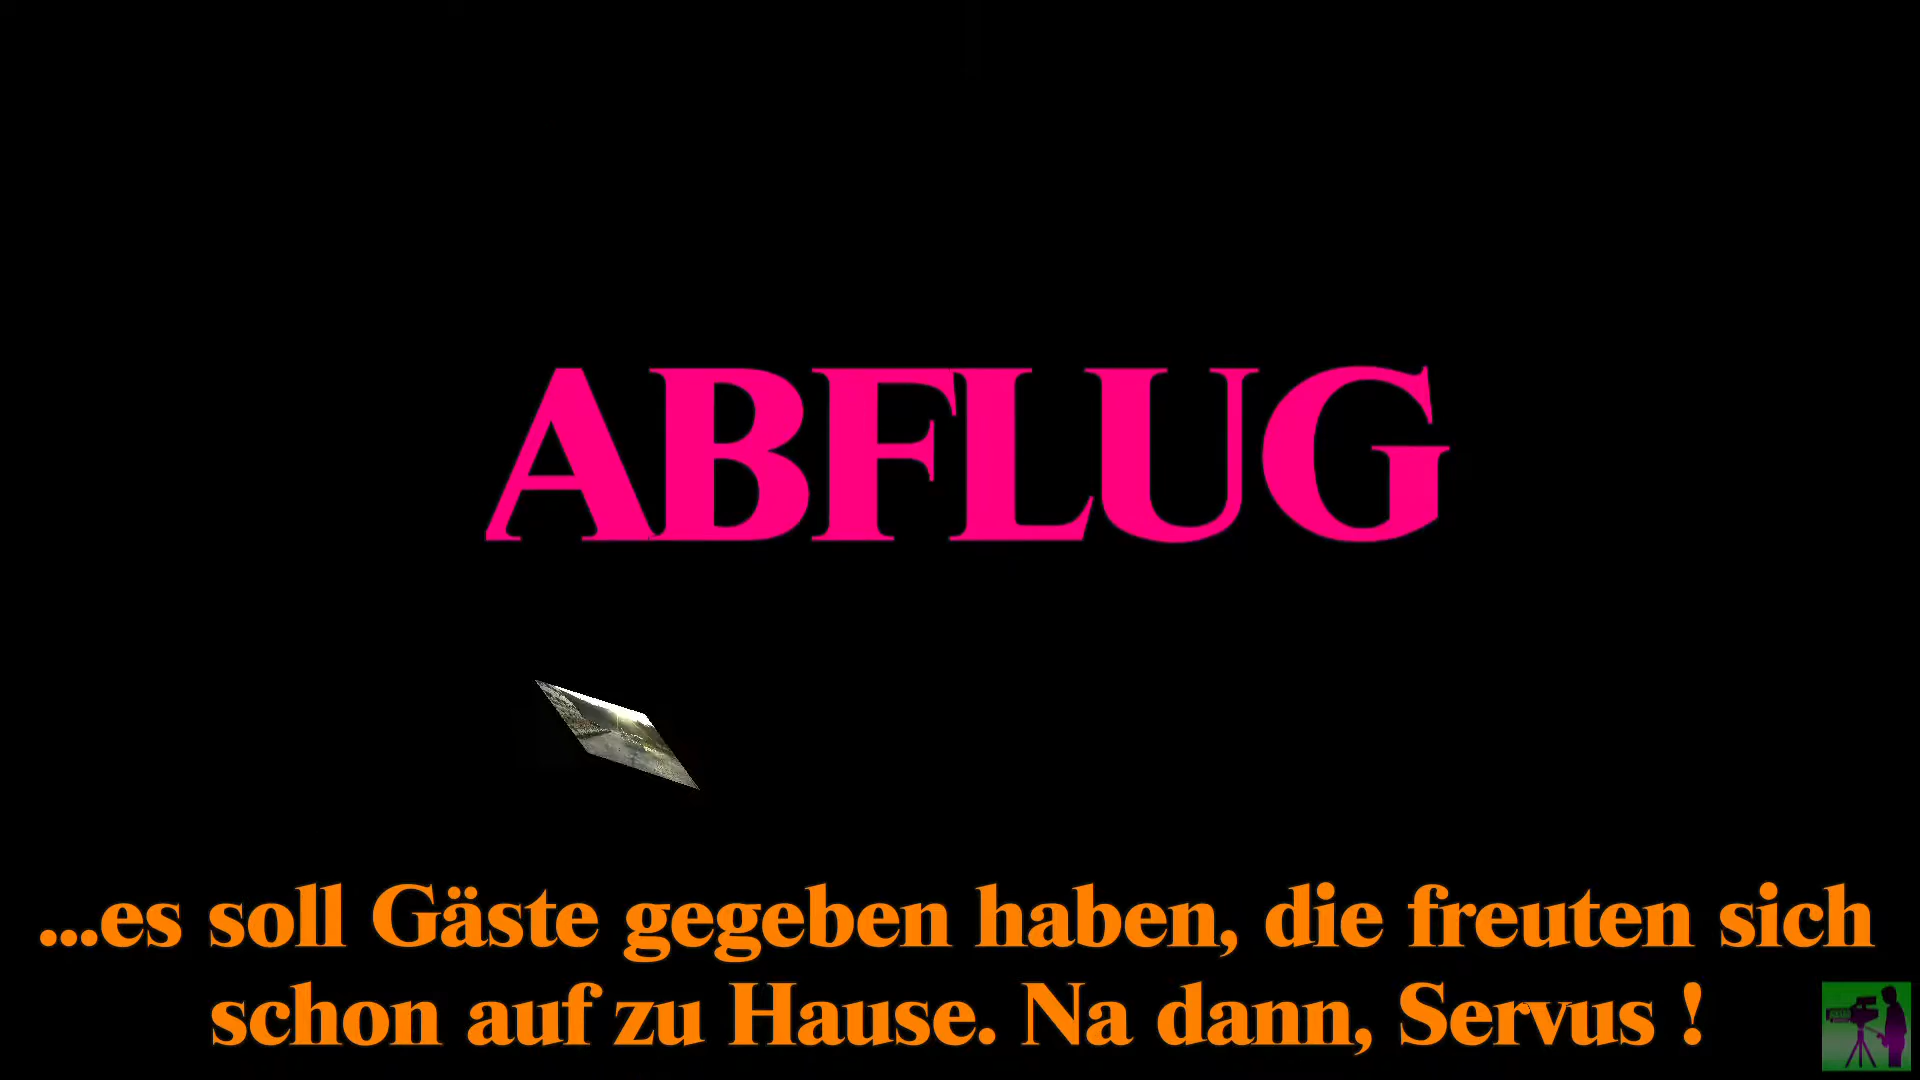 ABFLUG
...es soll Gäste gegeben haben, die freuten sich
schon auf zu Hause. Na dann, Servus !